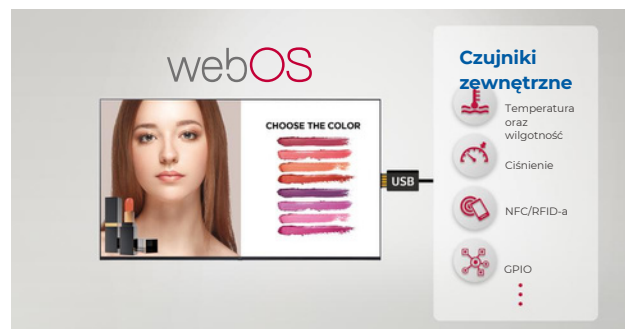 webOS
CHOOSE THE COLOR
USB
Czujniki
zewnętrzne
Temperatura
oraz
wilgotność
Ciśnienie
NFC/RFID-a
GPIO